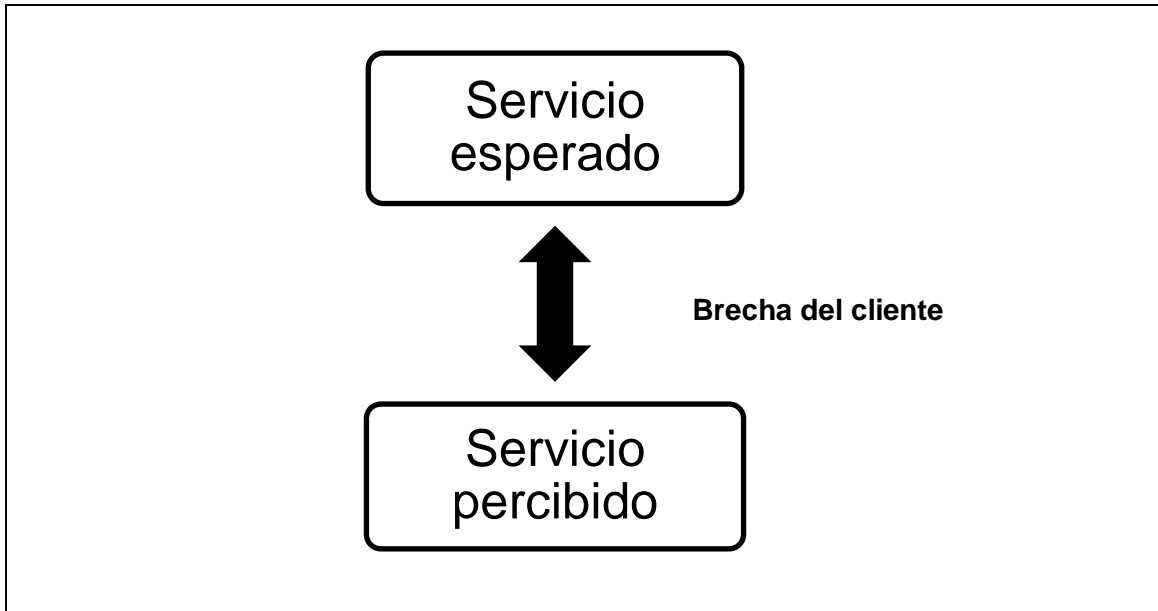 Servicio
esperado
Brecha del cliente
Servicio
percibido